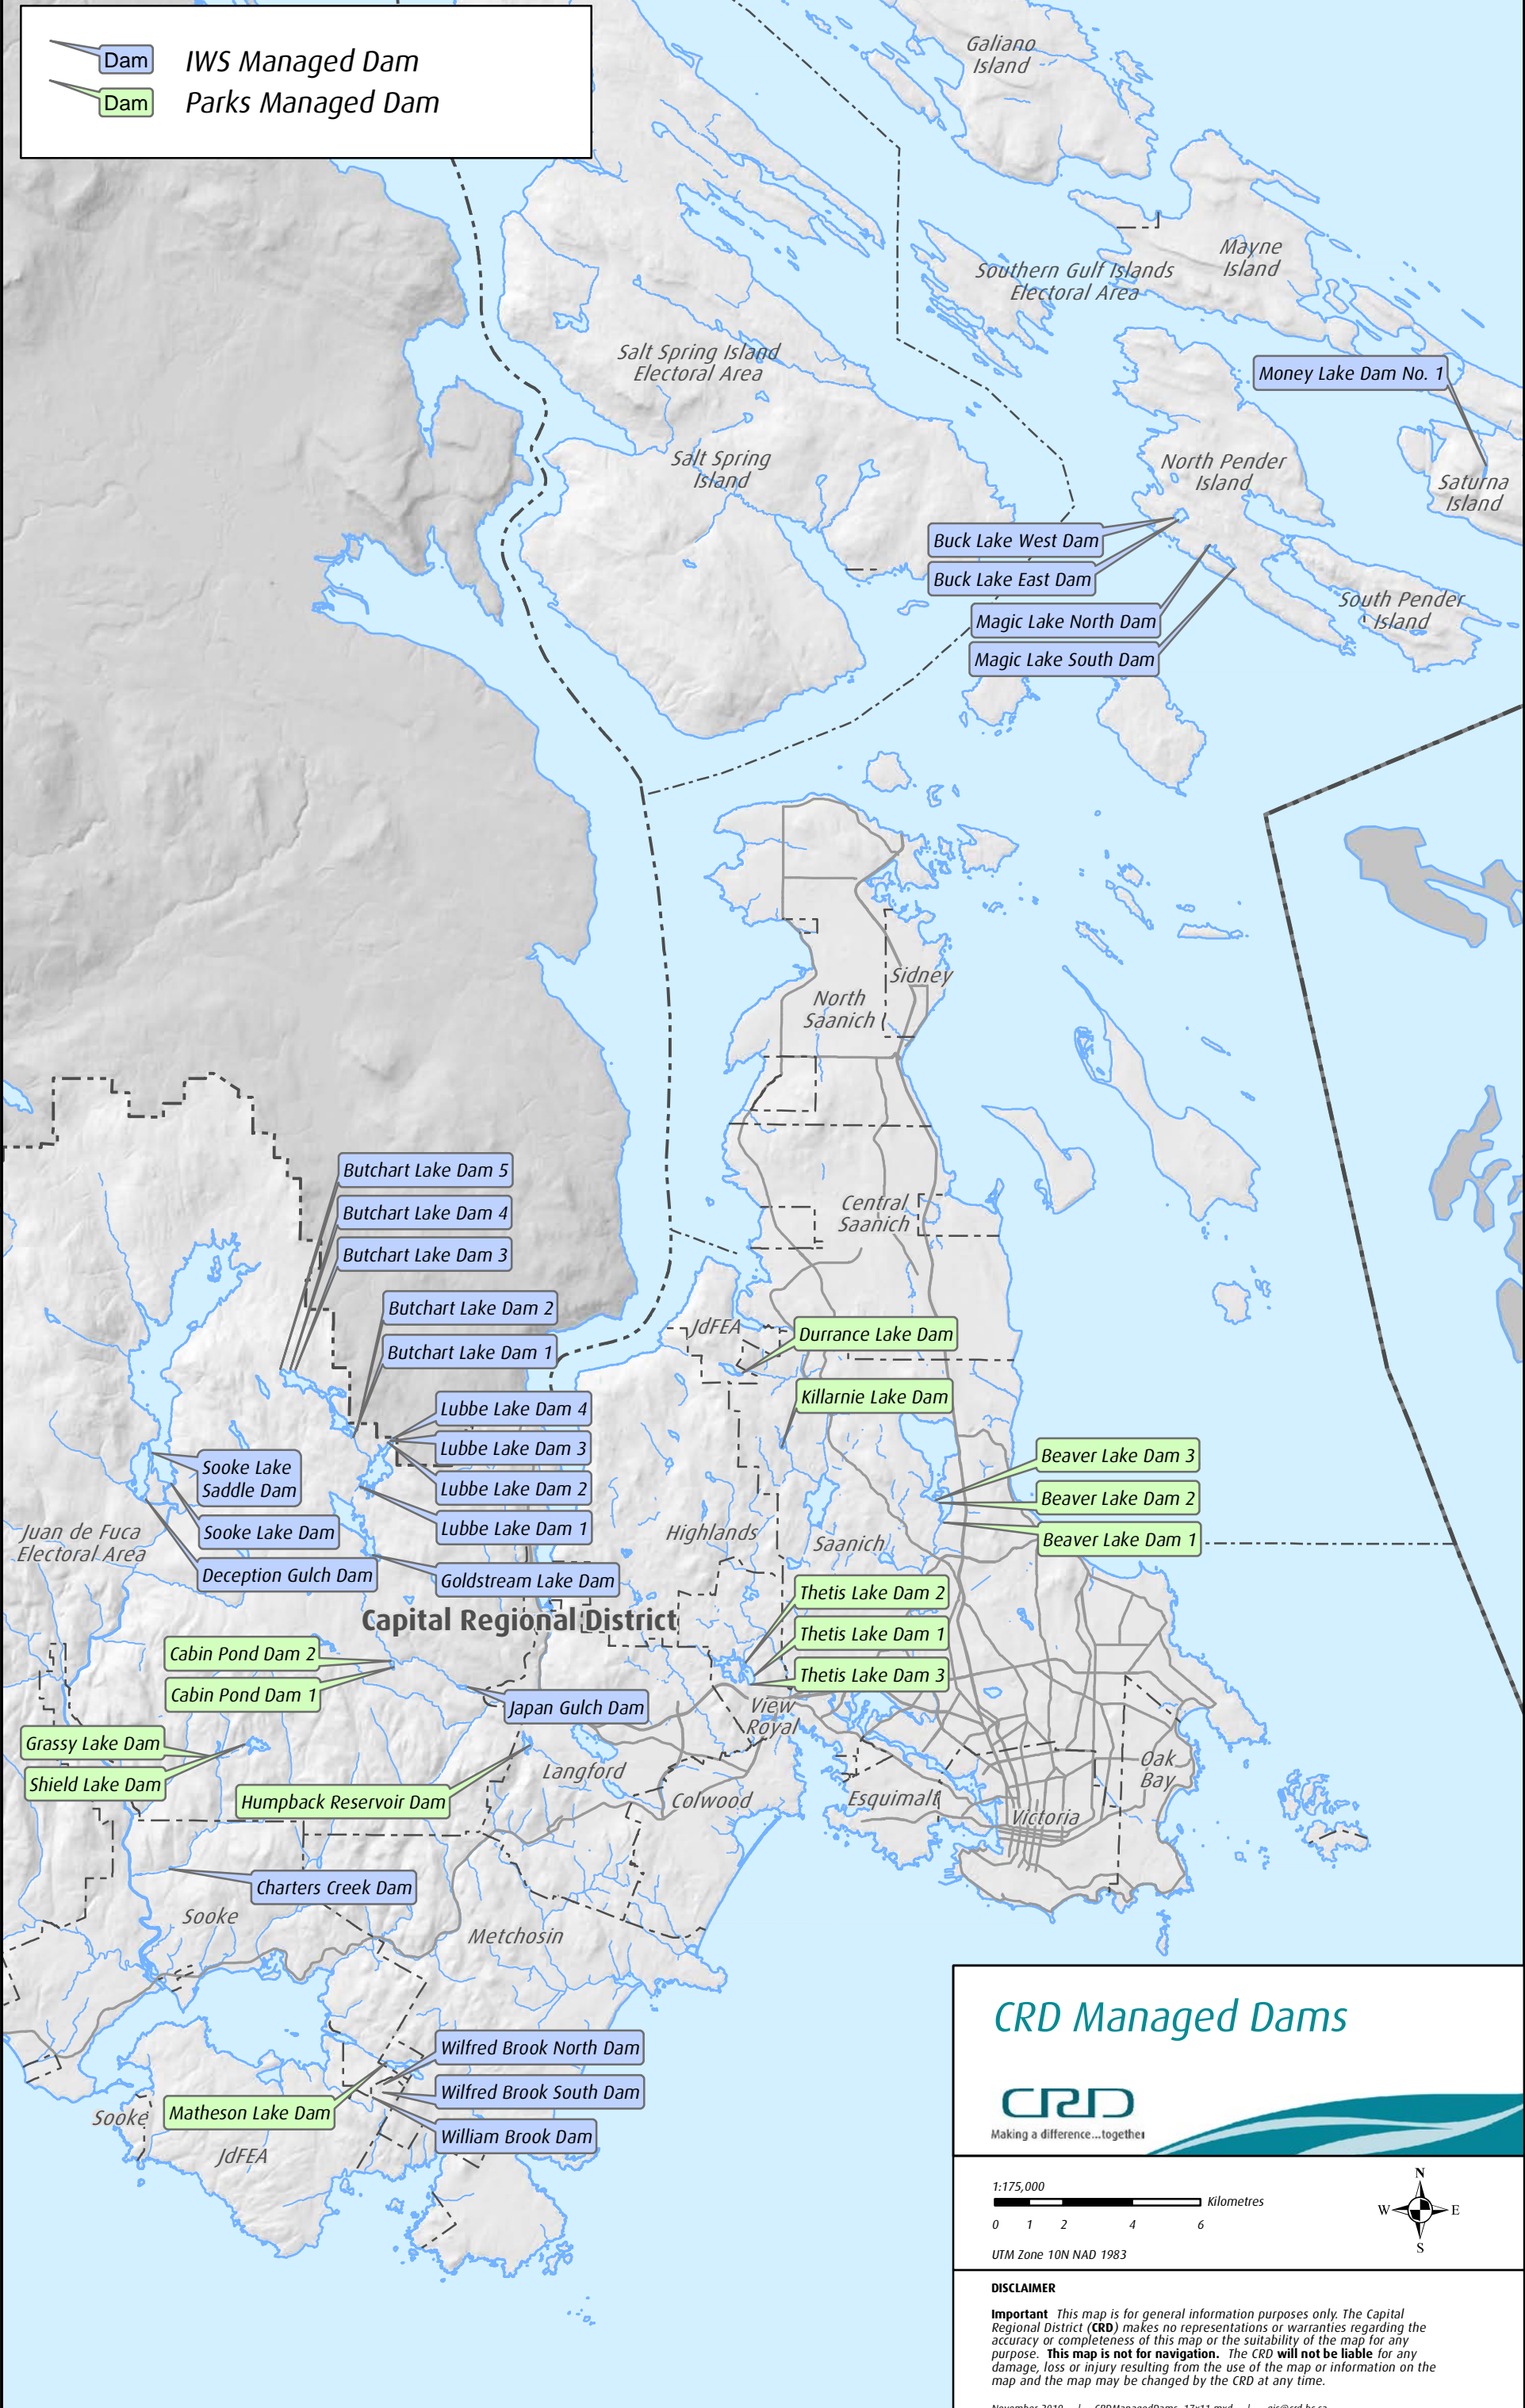 Dam IWS Managed Dam
Dam Parks Managed Dam
Galiano
Island
Mayne
Island
Southern Gulf Islands
Electoral Area
Salt Spring Island
Electoral Area
Money Lake Dam No. 1
Salt Spring
Island
North Pender
Island
Saturna
Island
Buck Lake West Dam
Buck Lake East Dam
South Pender
Island
Magic Lake North Dam
Magic Lake South Dam
Sidney
North
Saanich
Butchart Lake Dam 5
Butchart Lake Dam 4
Butchart Lake Dam 3
Central
Saanich
Butchart Lake Dam 2
Butchart Lake Dam 1
JdFEA
Durrance Lake Dam
Killarnie Lake Dam
Lubbe Lake Dam 4
Lubbe Lake Dam 3
Lubbe Lake Dam 2
Lubbe Lake Dam 1
Beaver Lake Dam 3
Beaver Lake Dam 2
Beaver Lake Dam 1
Sooke Lake
Saddle Dam
Sooke Lake Dam
Deception Gulch Dam
Juan de Fuca
Electoral Area
Highlands
Saanich
Goldstream Lake Dam
Capital Regional District
Thetis Lake Dam 2
Thetis Lake Dam 1
Thetis Lake Dam 3
Cabin Pond Dam 2
Cabin Pond Dam 1
Japan Gulch Dam
View
Royal
Grassy Lake Dam
Shield Lake Dam
Humpback Reservoir Dam
Langford
Colwood
Esquimalt
Oak
Bay
Victoria
Charters Creek Dam
Sooke
Metchosin
Wilfred Brook North Dam
Wilfred Brook South Dam
William Brook Dam
Matheson Lake Dam
Sooke
JdFEA
CRD Managed Dams
CRD
Making a difference...together
1:175,000
Kilometres
0 1 2 4 6
UTM Zone 10N NAD 1983
N
W E
S
DISCLAIMER
Important This map is for general information purposes only. The Capital
Regional District (CRD) makes no representations or warranties regarding the
accuracy or completeness of this map or the suitability of the map for any
purpose. This map is not for navigation. The CRD will not be liable for any
damage, loss or injury resulting from the use of the map or information on the
map and the map may be changed by the CRD at any time.